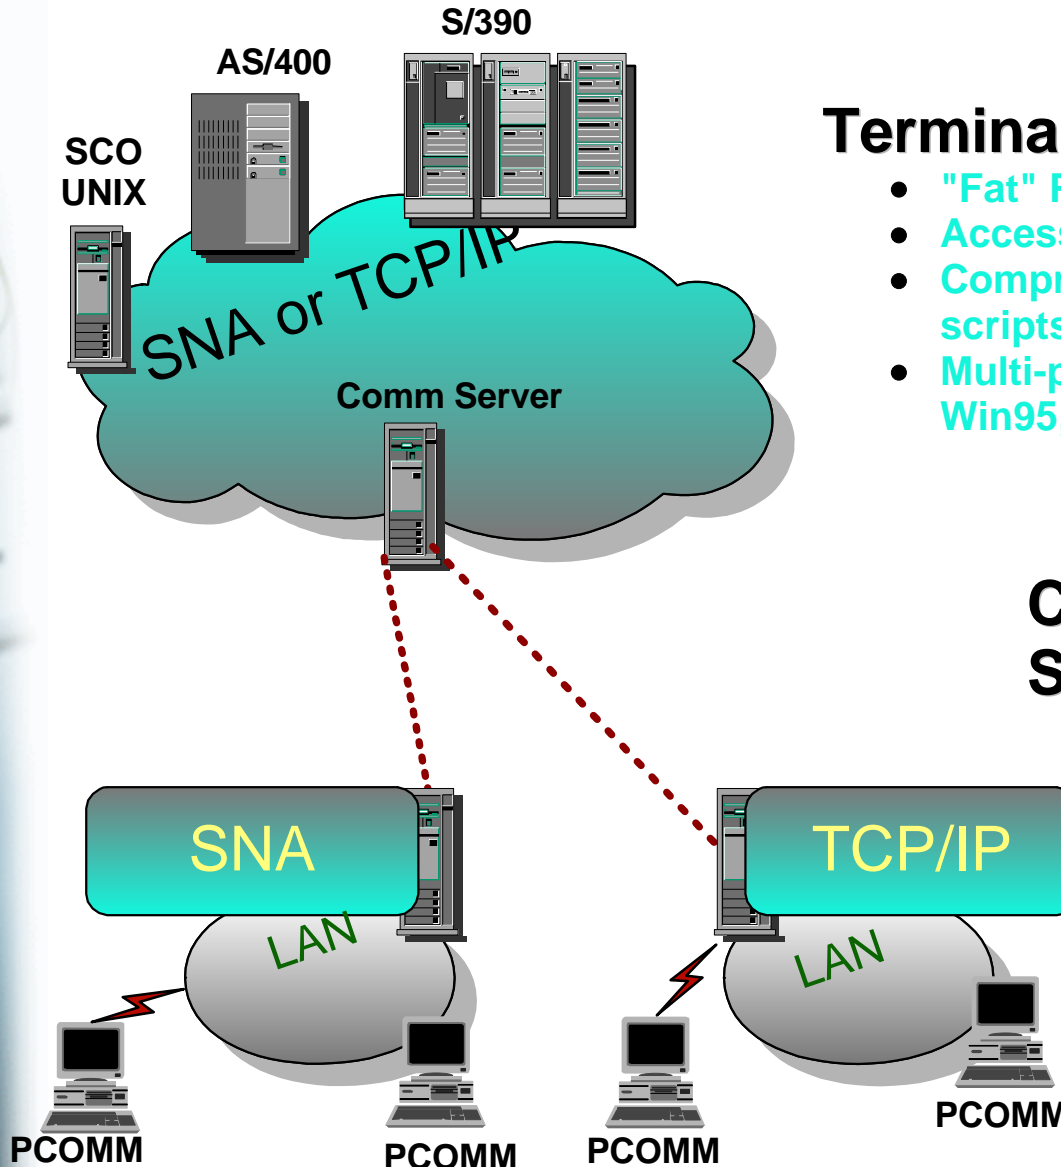 S/390
AS/400
SCO
UNIX
SNA or TCP/IP
Comm Server
Termina
• "Fat" P
• Access
• Compr
scripts
• Multi-p
Win95
C
S
SNA
TCP/IP
LAN
LAN
PCOMM
PCOMM
PCOMM
PCOMM